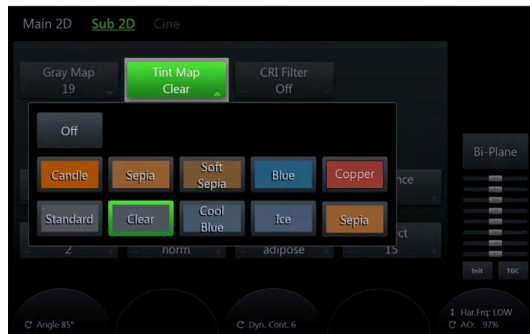 Main 2D Sub 2D Cine
Gray Map
19
Tint Map
Clear
CRI Filter
Off
Off
Bi-Plane
Candle
Sepia
Soft
Sepia
Blue
Copper
Standard
Clear
Cool
Blue
Ice
Sepia
2
norm
adipose
15
Init
TGC
Angle 85°
Dyn. Cont. 6
Har.Frq: LOW
AO: 97%